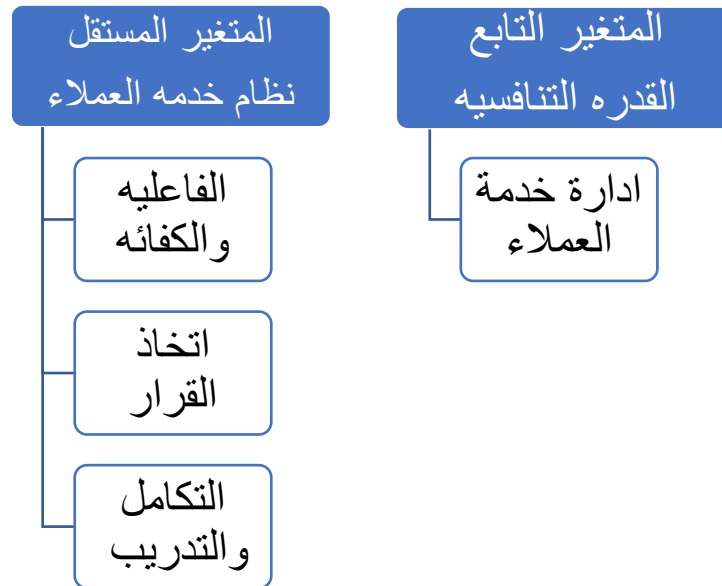 المتغير التابع
القدره التنافسيه
ادارة خدمة
العملاء
المتغير المستقل
نظام خدمه العملاء
الفاعليه
والكفائه
اتخاذ
القرار
التكامل
والتدريب